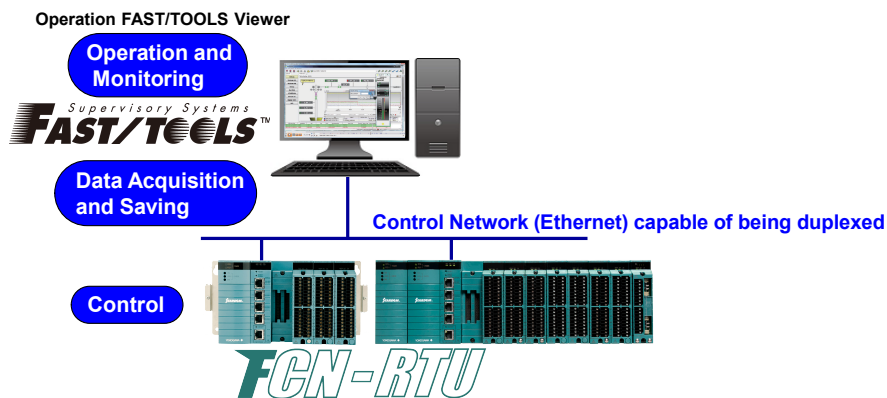 Operation FAST/TOOLS Viewer
Operation and
Monitoring
Supervisory Systems
FAST/TOOLS™
Data Acquisition
and Saving
Control Network (Ethernet) capable of being duplexed
Control
FCN-RTU